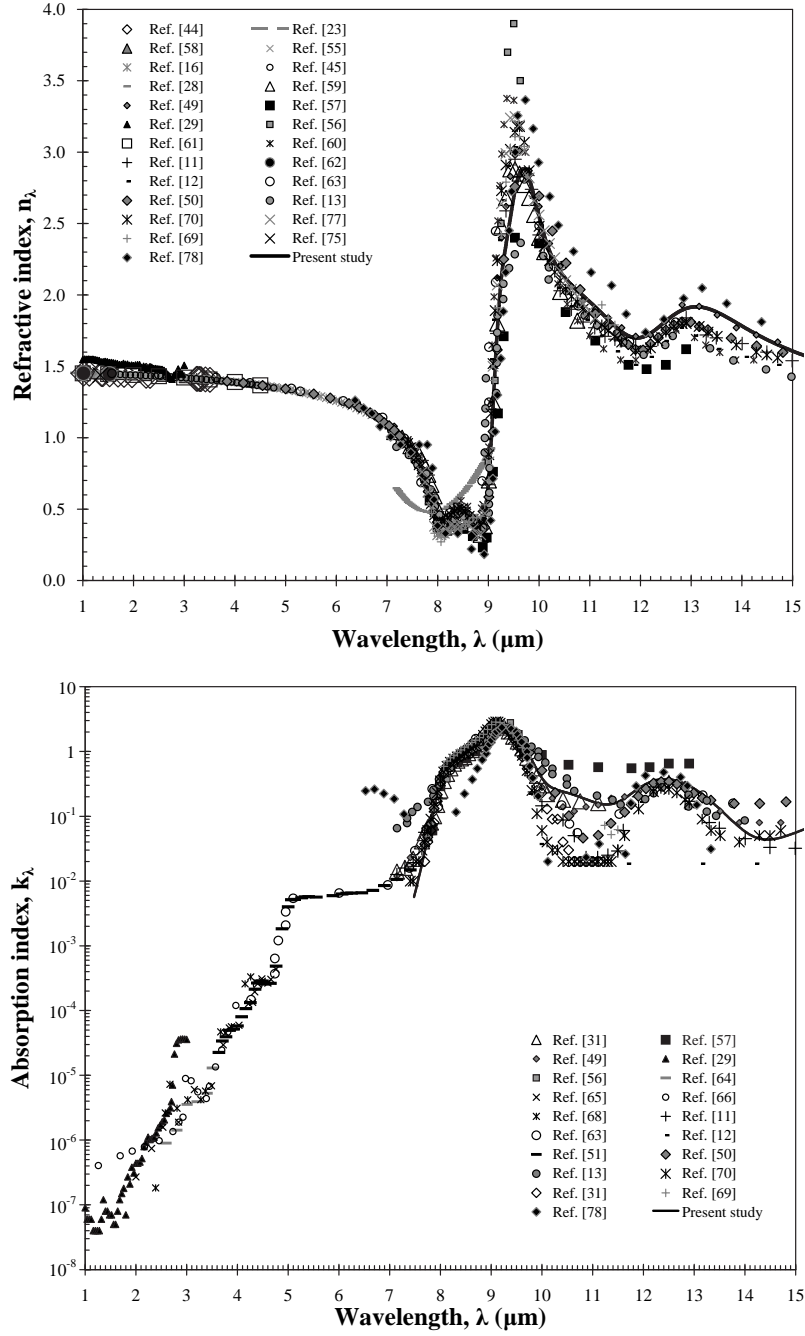 4.0
3.5
3.0
2.5
2.0
1.5
1.0
0.5
0.0
Refractive index, nλ
Ref. [44]
Ref. [58]
Ref. [16]
Ref. [28]
Ref. [49]
Ref. [29]
Ref. [61]
Ref. [11]
Ref. [12]
Ref. [50]
Ref. [70]
Ref. [69]
Ref. [78]
Ref. [23]
Ref. [55]
Ref. [45]
Ref. [59]
Ref. [57]
Ref. [56]
Ref. [60]
Ref. [62]
Ref. [63]
Ref. [13]
Ref. [77]
Ref. [75]
Present study
1 2 3 4 5 6 7 8 9 10 11 12 13 14 15
Wavelength, λ (μm)
10
1
10-1
10-2
10-3
10-4
10-5
10-6
10-7
10-8
Absorption index, kλ
Ref. [31]
Ref. [49]
Ref. [56]
Ref. [65]
Ref. [68]
Ref. [63]
Ref. [51]
Ref. [13]
Ref. [31]
Ref. [78]
Ref. [57]
Ref. [29]
Ref. [64]
Ref. [66]
Ref. [11]
Ref. [12]
Ref. [50]
Ref. [70]
Ref. [69]
Present study
1 2 3 4 5 6 7 8 9 10 11 12 13 14 15
Wavelength, λ (μm)